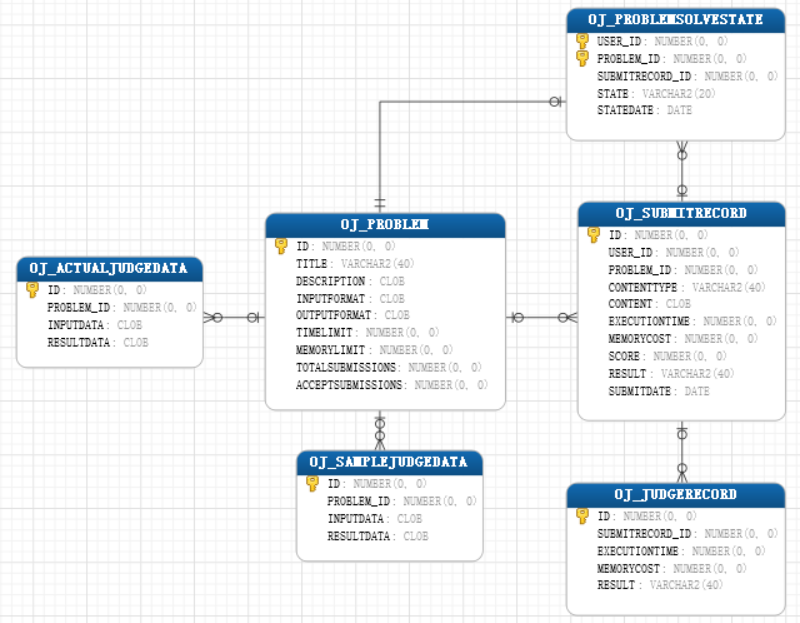 OJ_PROBLEMSOLVESTATE
USER_ID: NUMBER(0, 0)
PROBLEM_ID: NUMBER(0, 0)
SUBMITRECORD_ID: NUMBER(0, 0)
STATE: VARCHAR2(20)
STATEDATE: DATE
OJ_PROBLEM
ID: NUMBER(0, 0)
TITLE: VARCHAR2(40)
DESCRIPTION: CLOB
INPUTFORMAT: CLOB
OUTPUTFORMAT: CLOB
TIMELIMIT: NUMBER(0, 0)
MEMORYLIMIT: NUMBER(0, 0)
TOTALSUBMISSIONS: NUMBER(0, 0)
ACCEPTSUBMISSIONS: NUMBER(0, 0)
OJ_SUBMITRECORD
ID: NUMBER(0, 0)
USER_ID: NUMBER(0, 0)
PROBLEM_ID: NUMBER(0, 0)
CONTENTTYPE: VARCHAR2(40)
CONTENT: CLOB
EXECUTIONTIME: NUMBER(0, 0)
MEMORYCOST: NUMBER(0, 0)
SCORE: NUMBER(0, 0)
RESULT: VARCHAR2(40)
SUBMITDATE: DATE
OJ_ACTUALJUDGEDATA
ID: NUMBER(0, 0)
PROBLEM_ID: NUMBER(0, 0)
INPUTDATA: CLOB
RESULTDATA: CLOB
OJ_SAMPLEJUDGEDATA
ID: NUMBER(0, 0)
PROBLEM_ID: NUMBER(0, 0)
INPUTDATA: CLOB
RESULTDATA: CLOB
OJ_JUDGERECORD
ID: NUMBER(0, 0)
SUBMITRECORD_ID: NUMBER(0, 0)
EXECUTIONTIME: NUMBER(0, 0)
MEMORYCOST: NUMBER(0, 0)
RESULT: VARCHAR2(40)